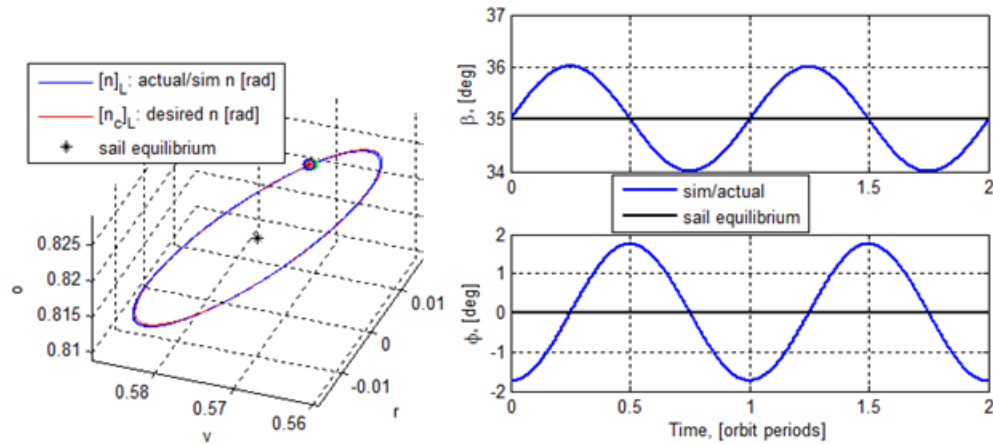 [n]L: actual/sim n [rad]
[nc]L: desired n [rad]
sail equilibrium
0.825
0.82
0.815
0.81
o
0.58
0.57
0.56
v
0.01
0
-0.01
r
37
36
35
34
β, [deg]
0 0.5 1 1.5 2
sim/actual
sail equilibrium
2
1
0
-1
-2
ϕ, [deg]
0 0.5 1 1.5 2
Time, [orbit periods]